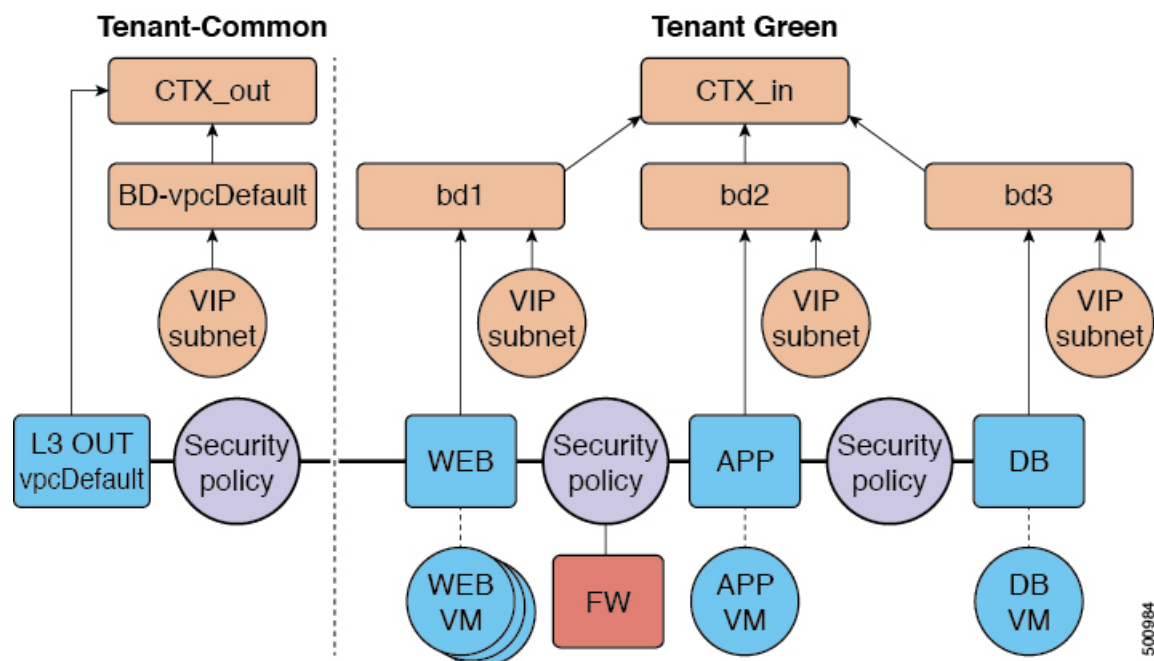 Tenant-Common
Tenant Green
CTX_out
CTX_in
BD-vpcDefault
bd1
bd2
bd3
VIP
subnet
VIP
subnet
VIP
subnet
VIP
subnet
L3 OUT
vpcDefault
Security
policy
WEB
Security
policy
APP
Security
policy
DB
WEB
VM
FW
APP
VM
DB
VM
500984